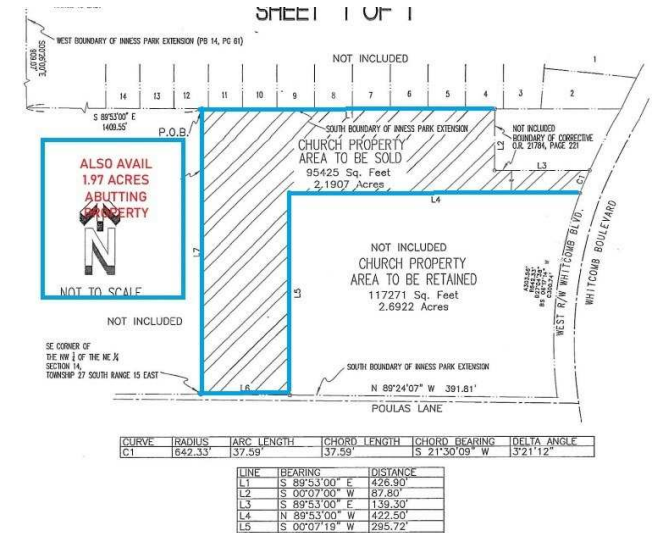 SHEET 1 OF 1
WEST BOUNDARY OF INNESS PARK EXTENSION (PB 14, PG 61)
NOT INCLUDED
1
14 13 12 11 10 9 8 7 6 5 4 3 2
S 89°53'00" E
1409.55'
P.O.B.
L1
SOUTH BOUNDARY OF INNESS PARK EXTENSION
CHURCH PROPERTY
AREA TO BE SOLD
95425 Sq. Feet
2.1907 Acres
L2
NOT INCLUDED
BOUNDARY OF CORRECTIVE
O.R. 21784, PAGE 221
L3
C1
L4
ALSO AVAIL
1.97 ACRES
ABUTTING
PROPERTY
N
NOT TO SCALE
L7
L5
NOT INCLUDED
CHURCH PROPERTY
AREA TO BE RETAINED
117271 Sq. Feet
2.6922 Acres
WEST R/W WHITCOMB BLVD.
WHITCOMB BOULEVARD
NOT INCLUDED
SE CORNER OF
THE NW ¼ OF THE NE ¼
SECTION 14,
TOWNSHIP 27 SOUTH RANGE 15 EAST
L6
SOUTH BOUNDARY OF INNESS PARK EXTENSION
N 89°24'07" W 391.81'
POULAS LANE
CURVE RADIUS ARC LENGTH CHORD LENGTH CHORD BEARING DELTA ANGLE
C1 642.33' 37.59' 37.59' S 21°30'09" W 3°21'12"
LINE BEARING DISTANCE
L1 S 89°53'00" E 426.90'
L2 S 00°07'00" W 87.80'
L3 S 89°53'00" E 139.30'
L4 N 89°53'00" W 422.50'
L5 S 00°07'19" W 295.72'